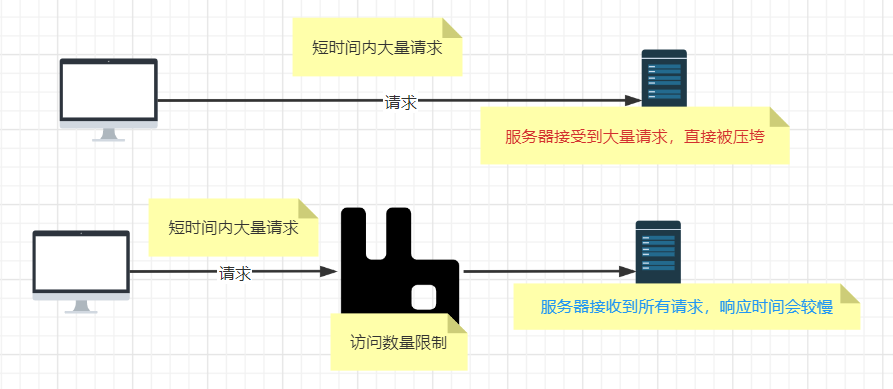 短时间内大量请求
请求
服务器接受到大量请求，直接被压垮
短时间内大量请求
请求
服务器接收到所有请求，响应时间会较慢
访问数量限制